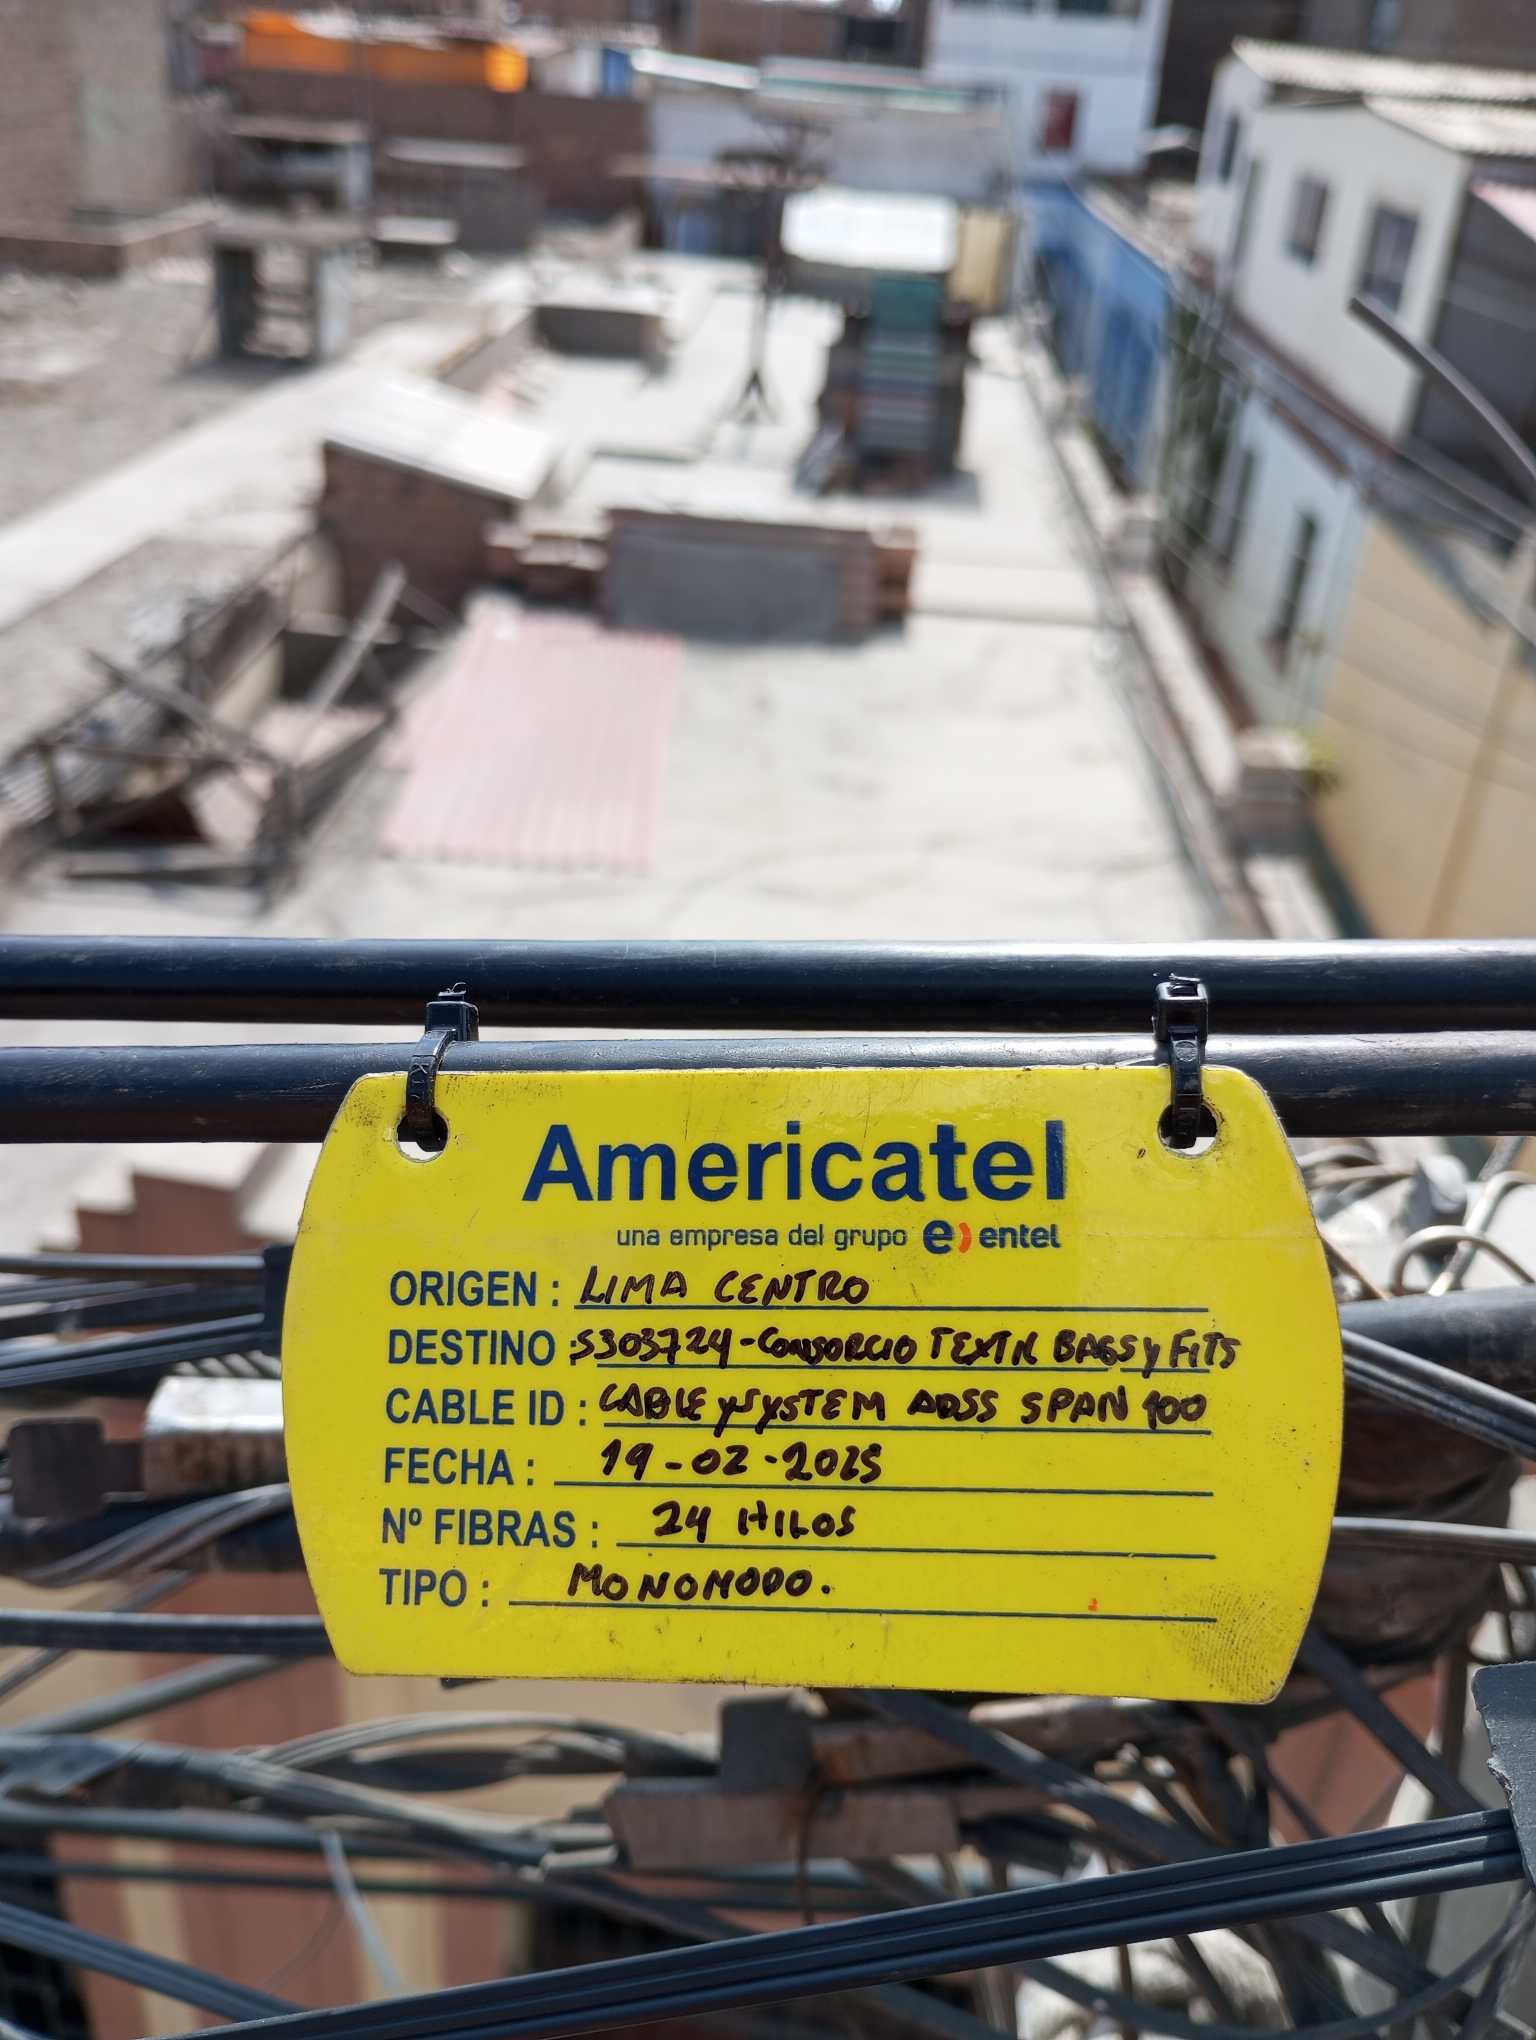 Americatel
una empresa del grupo e) entel
ORIGEN : LIMA CENTRO
DESTINO : S303724-CONSORCIO TEXTIL BAGS y FITS
CABLE ID : CABLE y SYSTEM ADSS SPAN 100
FECHA : 19-02-2025
Nº FIBRAS : 24 HILOS
TIPO : MONOMODO.